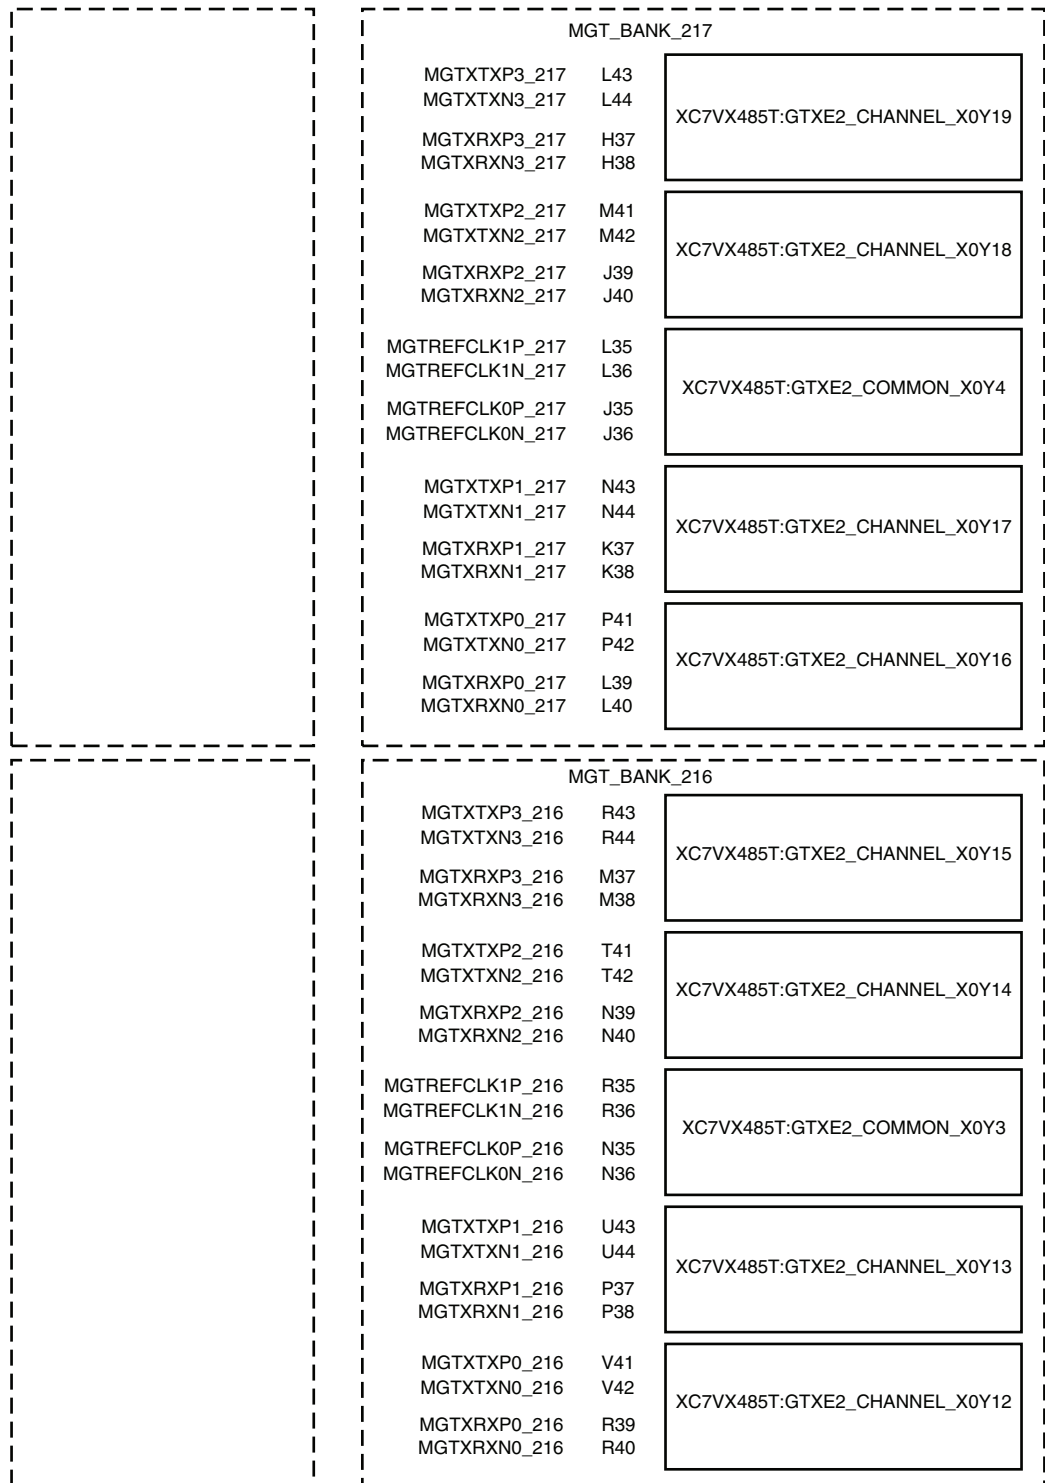 MGT_BANK_217
MGTXTXP3_217 L43
MGTXTXN3_217 L44
XC7VX485T:GTXE2_CHANNEL_X0Y19
MGTXRXP3_217 H37
MGTXRXN3_217 H38
MGTXTXP2_217 M41
MGTXTXN2_217 M42
XC7VX485T:GTXE2_CHANNEL_X0Y18
MGTXRXP2_217 J39
MGTXRXN2_217 J40
MGTREFCLK1P_217 L35
MGTREFCLK1N_217 L36
XC7VX485T:GTXE2_COMMON_X0Y4
MGTREFCLK0P_217 J35
MGTREFCLK0N_217 J36
MGTXTXP1_217 N43
MGTXTXN1_217 N44
XC7VX485T:GTXE2_CHANNEL_X0Y17
MGTXRXP1_217 K37
MGTXRXN1_217 K38
MGTXTXP0_217 P41
MGTXTXN0_217 P42
XC7VX485T:GTXE2_CHANNEL_X0Y16
MGTXRXP0_217 L39
MGTXRXN0_217 L40
MGT_BANK_216
MGTXTXP3_216 R43
MGTXTXN3_216 R44
XC7VX485T:GTXE2_CHANNEL_X0Y15
MGTXRXP3_216 M37
MGTXRXN3_216 M38
MGTXTXP2_216 T41
MGTXTXN2_216 T42
XC7VX485T:GTXE2_CHANNEL_X0Y14
MGTXRXP2_216 N39
MGTXRXN2_216 N40
MGTREFCLK1P_216 R35
MGTREFCLK1N_216 R36
XC7VX485T:GTXE2_COMMON_X0Y3
MGTREFCLK0P_216 N35
MGTREFCLK0N_216 N36
MGTXTXP1_216 U43
MGTXTXN1_216 U44
XC7VX485T:GTXE2_CHANNEL_X0Y13
MGTXRXP1_216 P37
MGTXRXN1_216 P38
MGTXTXP0_216 V41
MGTXTXN0_216 V42
XC7VX485T:GTXE2_CHANNEL_X0Y12
MGTXRXP0_216 R39
MGTXRXN0_216 R40